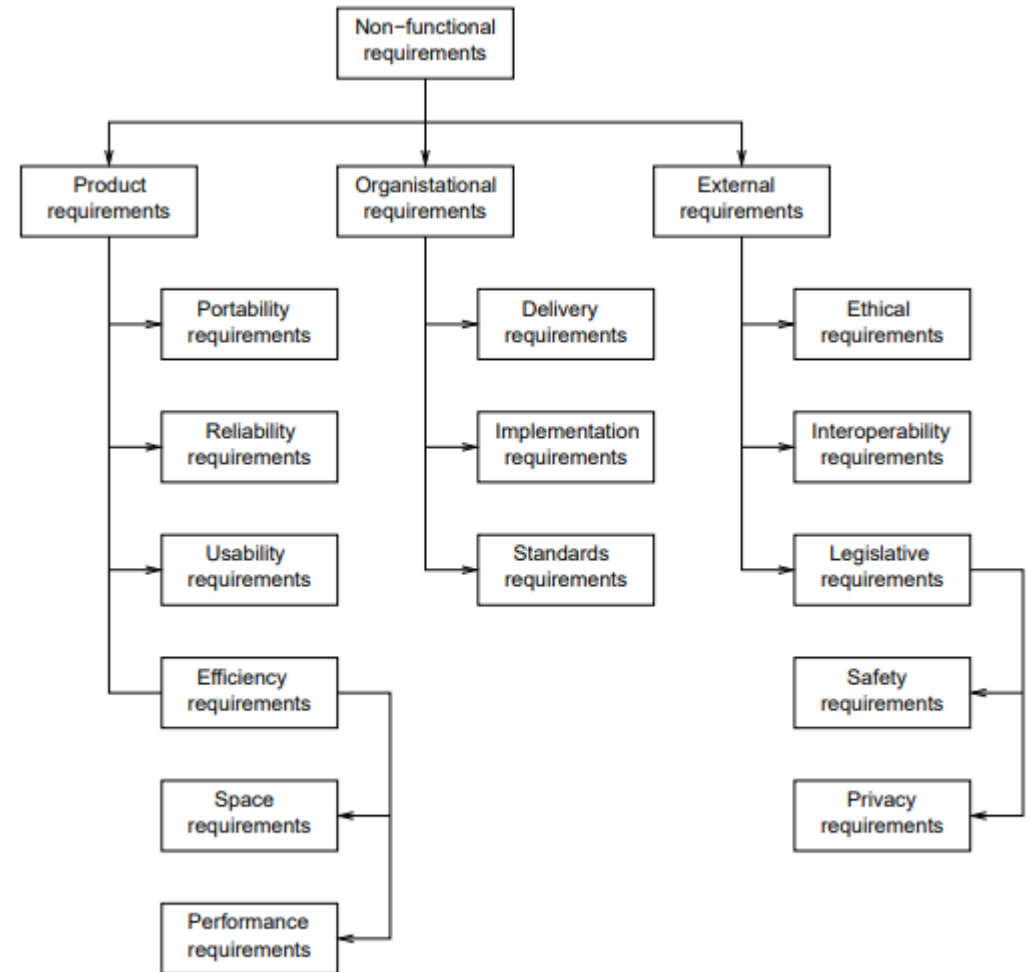 Non−functional
requirements
Product
requirements
Organistational
requirements
External
requirements
Portability
requirements
Delivery
requirements
Ethical
requirements
Reliability
requirements
Implementation
requirements
Interoperability
requirements
Usability
requirements
Standards
requirements
Legislative
requirements
Efficiency
requirements
Safety
requirements
Space
requirements
Privacy
requirements
Performance
requirements